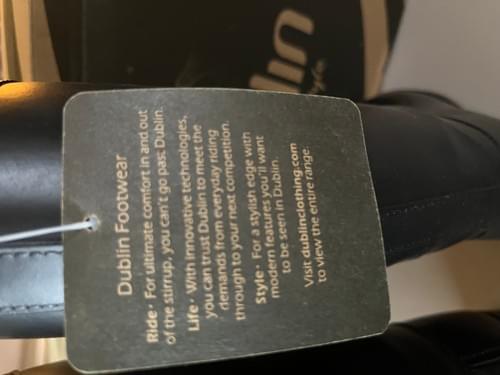 Dublin Footwear
Ride · For ultimate comfort in and out
of the stirrup, you can't go past Dublin.
Life · With innovative technologies,
you can trust Dublin to meet the
demands from everyday riding
through to your next competition.
Style · For a stylish edge with
modern features you'll want
to be seen in Dublin.
Visit dublinclothing.com
to view the entire range.